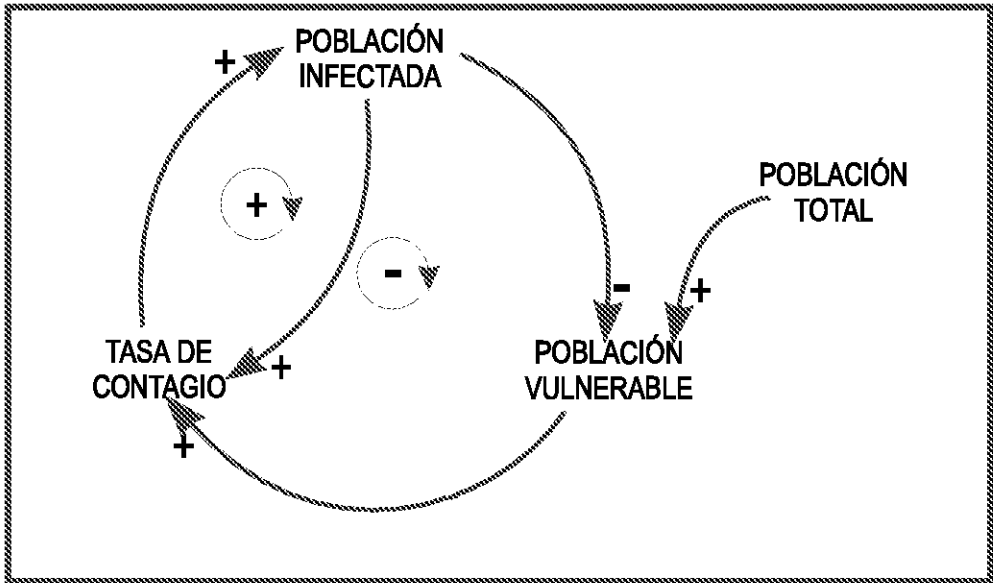 POBLACIÓN
INFECTADA
+
+
POBLACIÓN
TOTAL
-
-
+
TASA DE
CONTAGIO
+
POBLACIÓN
VULNERABLE
+